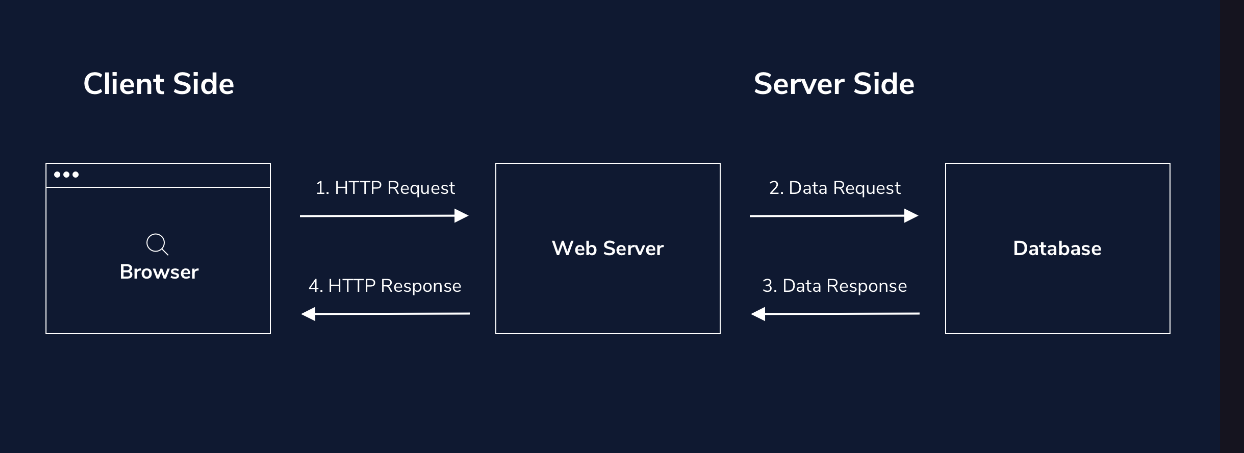 Client Side
Server Side
1. HTTP Request
2. Data Request
Browser
Web Server
Database
4. HTTP Response
3. Data Response